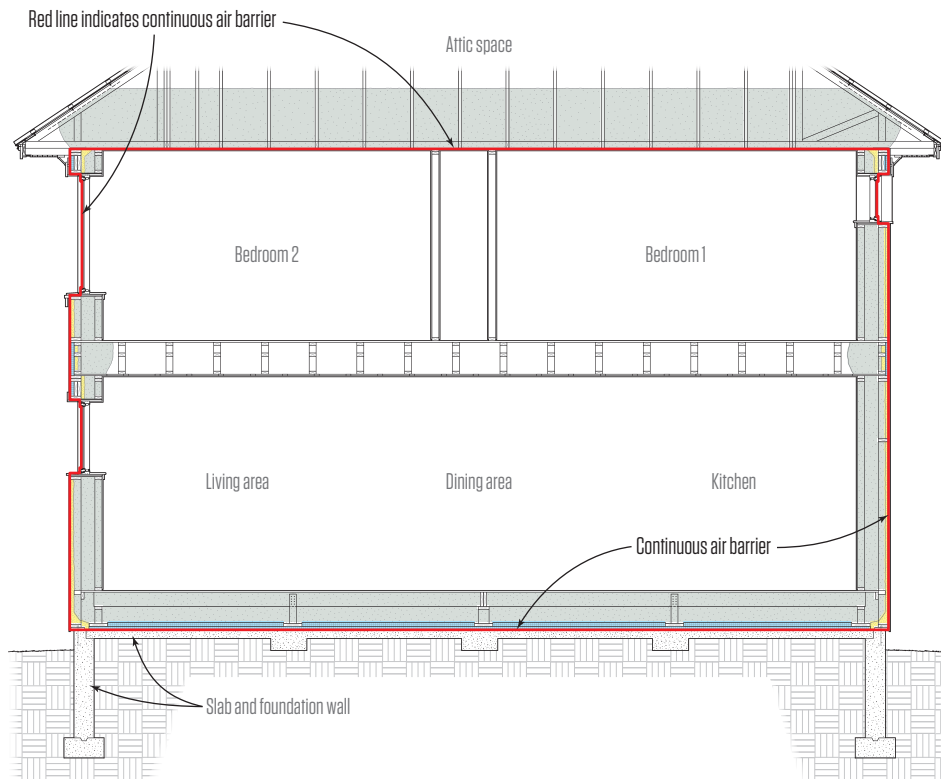 Red line indicates continuous air barrier
Attic space
Bedroom 2
Bedroom 1
Living area
Dining area
Kitchen
Continuous air barrier
Slab and foundation wall